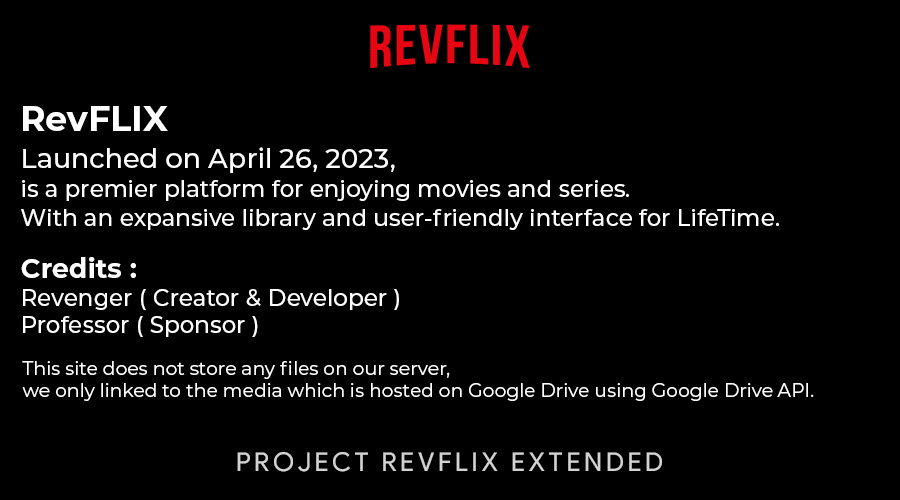 REVFLIX
RevFLIX
Launched on April 26, 2023,
is a premier platform for enjoying movies and series.
With an expansive library and user-friendly interface for LifeTime.
Credits :
Revenger ( Creator & Developer )
Professor ( Sponsor )
This site does not store any files on our server,
we only linked to the media which is hosted on Google Drive using Google Drive API.
PROJECT REVFLIX EXTENDED